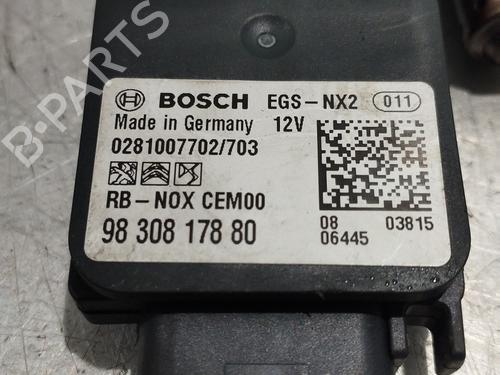 B-PARTS
BOSCH EGS-NX2 011
Made in Germany 12V
0281007702/703
RB-NOX CEM00
98 308 178 80
08 03815
06445